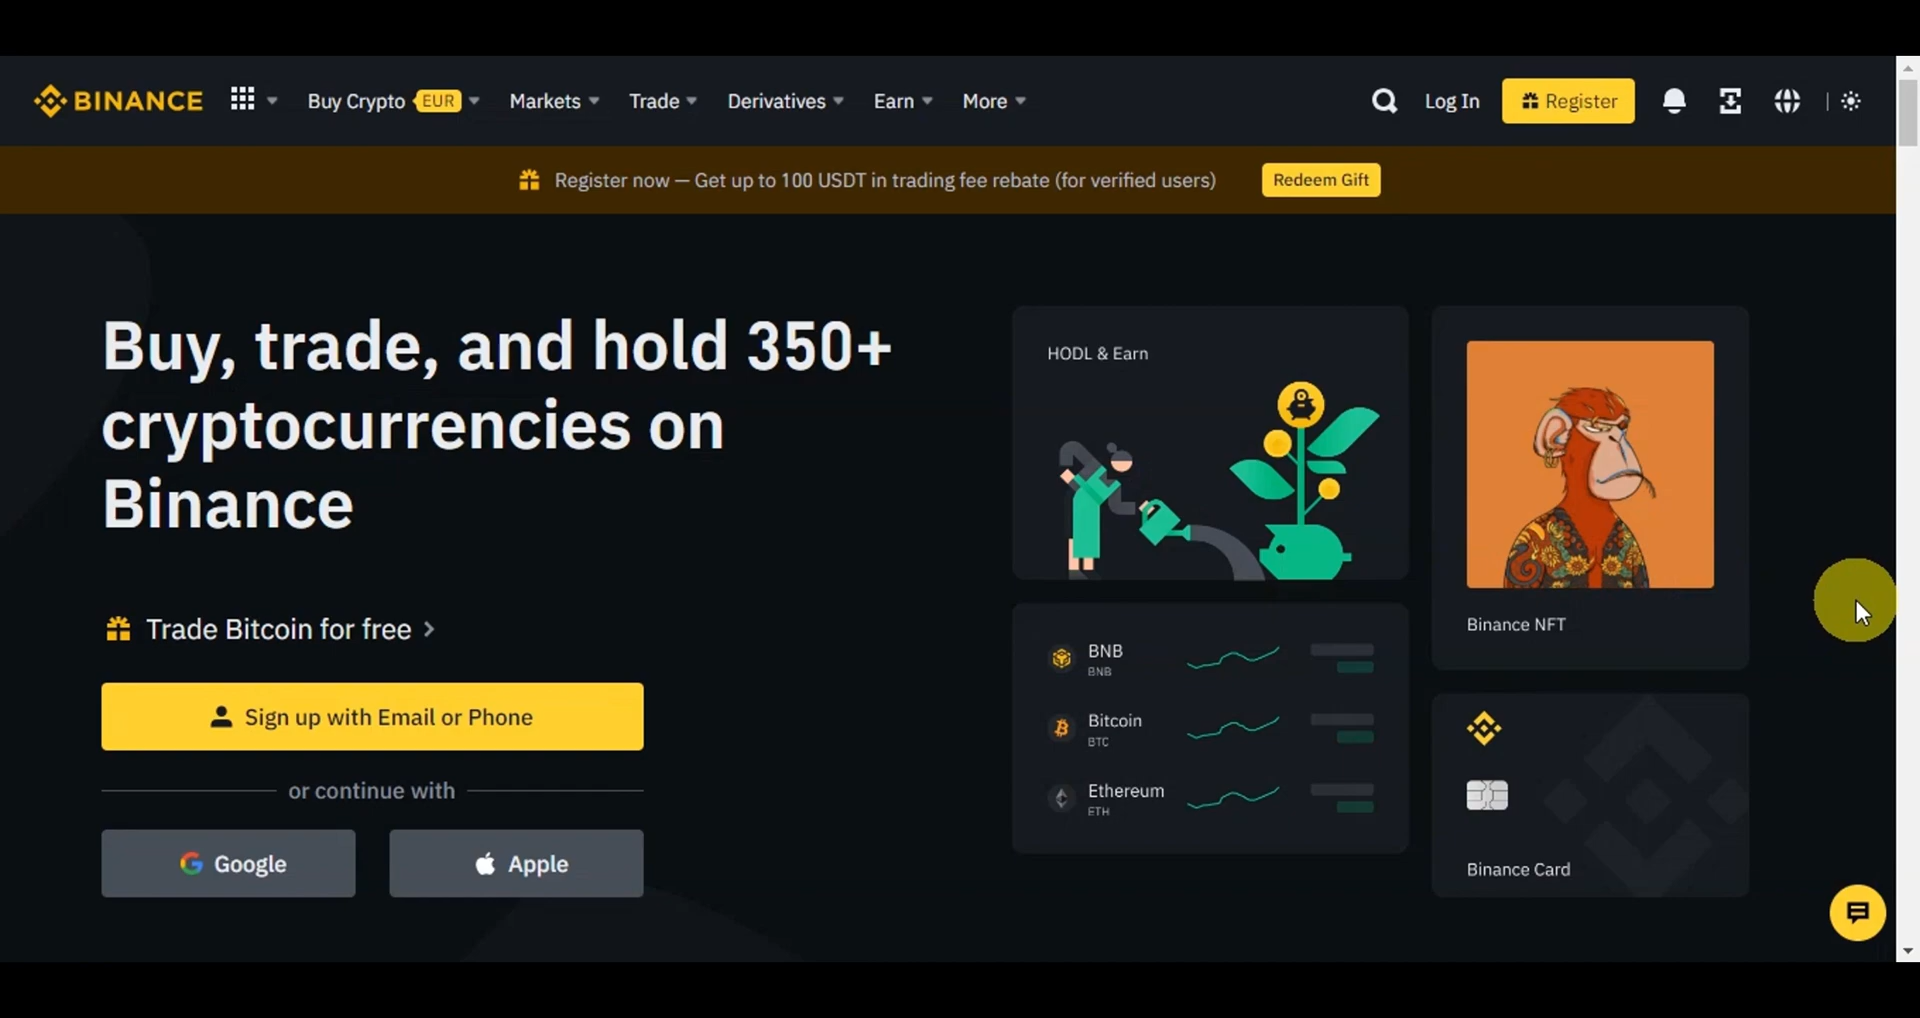 BINANCE
Buy Crypto EUR
Markets
Trade
Derivatives
Earn
More
Log In
Register
Register now — Get up to 100 USDT in trading fee rebate (for verified users)
Redeem Gift
Buy, trade, and hold 350+
cryptocurrencies on
Binance
Trade Bitcoin for free
Sign up with Email or Phone
or continue with
Google
Apple
HODL & Earn
BNB
BNB
Bitcoin
BTC
Ethereum
ETH
Binance NFT
Binance Card